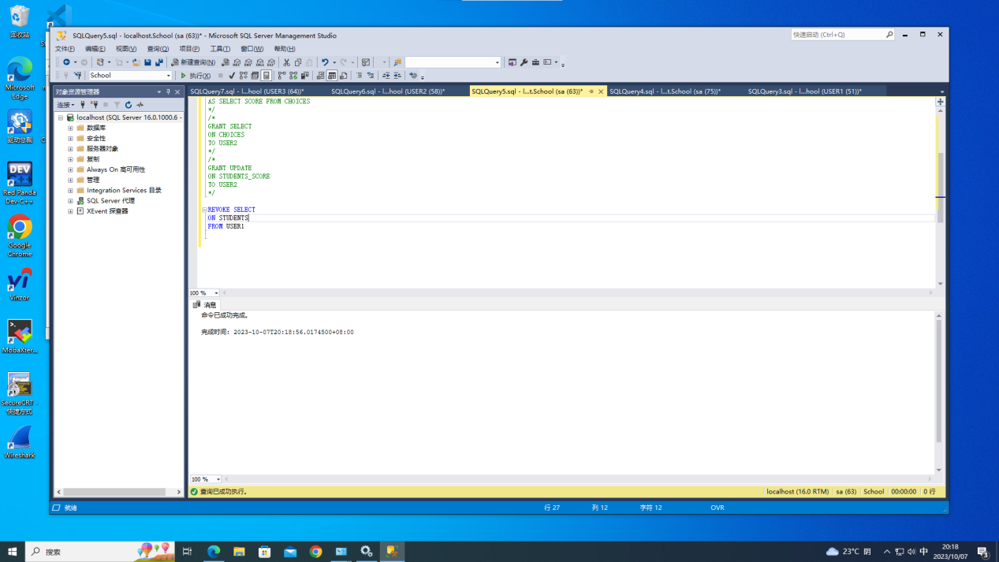 回收站
Microsoft
Edge
驱动总裁
Red Panda
Dev-C++
Google
Chrome
Vinzor
MobaXter...
SecureCRT -
快捷方式
Wireshark
SQLQuery5.sql - localhost.School (sa (63))* - Microsoft SQL Server Management Studio
快速启动 (Ctrl+Q)
文件(F) 编辑(E) 视图(V) 查询(Q) 项目(P) 工具(T) 窗口(W) 帮助(H)
新建查询(N)
School 执行(X)
对象资源管理器
连接
localhost (SQL Server 16.0.1000.6 -
数据库
安全性
服务器对象
复制
Always On 高可用性
管理
Integration Services 目录
SQL Server 代理
XEvent 探查器
SQLQuery7.sql - l...hool (USER3 (64))* SQLQuery6.sql - l...hool (USER2 (58))* SQLQuery5.sql - l...t.School (sa (63))* SQLQuery4.sql - l...t.School (sa (75))* SQLQuery3.sql - l...hool (USER1 (51))*
AS SELECT SCORE FROM CHOICES
*/
/*
GRANT SELECT
ON CHOICES
TO USER2
*/
/*
GRANT UPDATE
ON STUDENTS_SCORE
TO USER2
*/
REVOKE SELECT
ON STUDENTS
FROM USER1
100 %
消息
命令已成功完成。
完成时间: 2023-10-07T20:18:56.0174500+08:00
100 %
查询已成功执行。 localhost (16.0 RTM) sa (63) School 00:00:00 0 行
就绪 行 27 列 12 字符 12 OVR
搜索
23°C 阴
中
20:18
2023/10/07
3